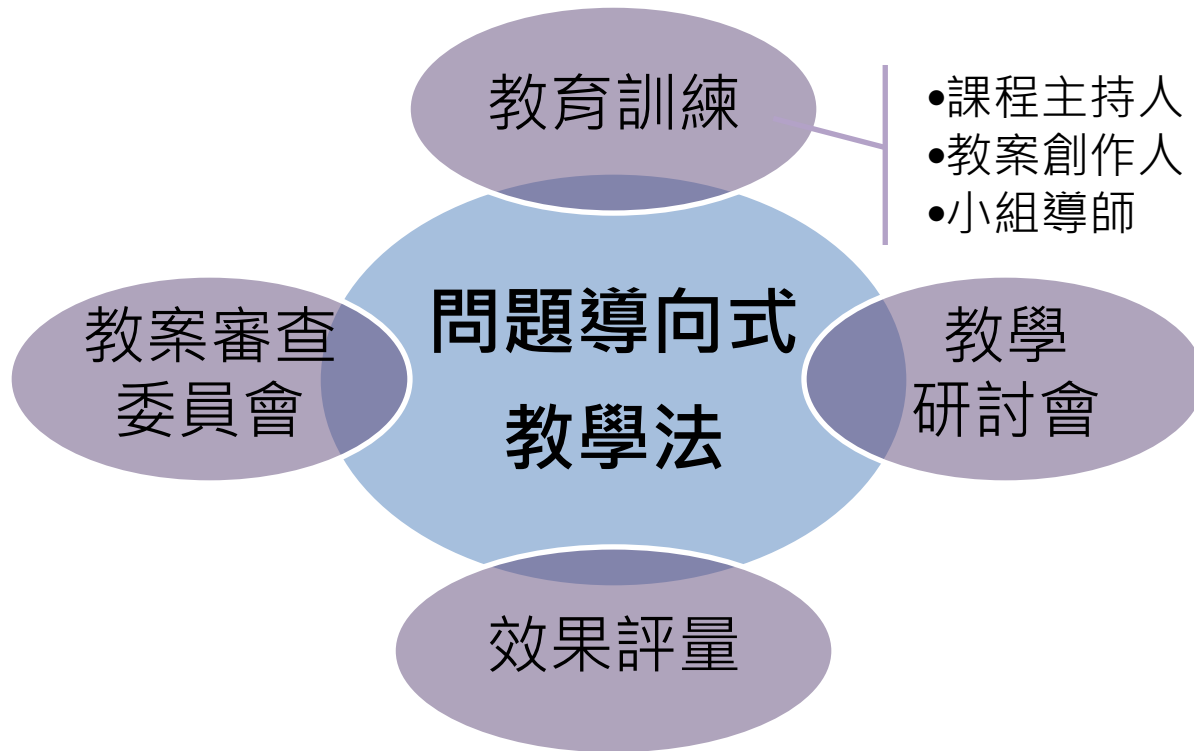 教育訓練
•課程主持人
•教案創作人
•小組導師
問題導向式
教學法
教案審查
委員會
教學
研討會
效果評量